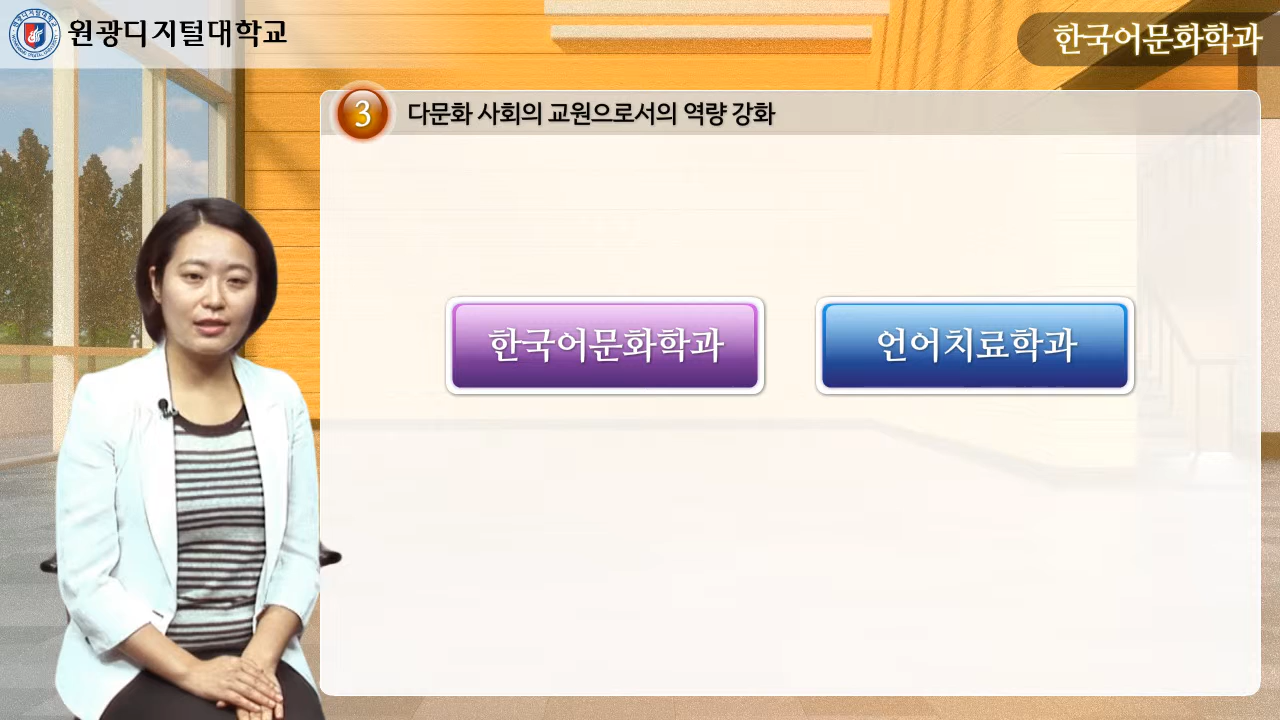 원광디지털대학교
한국어문화학과
3 다문화 사회의 교원으로서의 역량 강화
한국어문화학과
언어치료학과